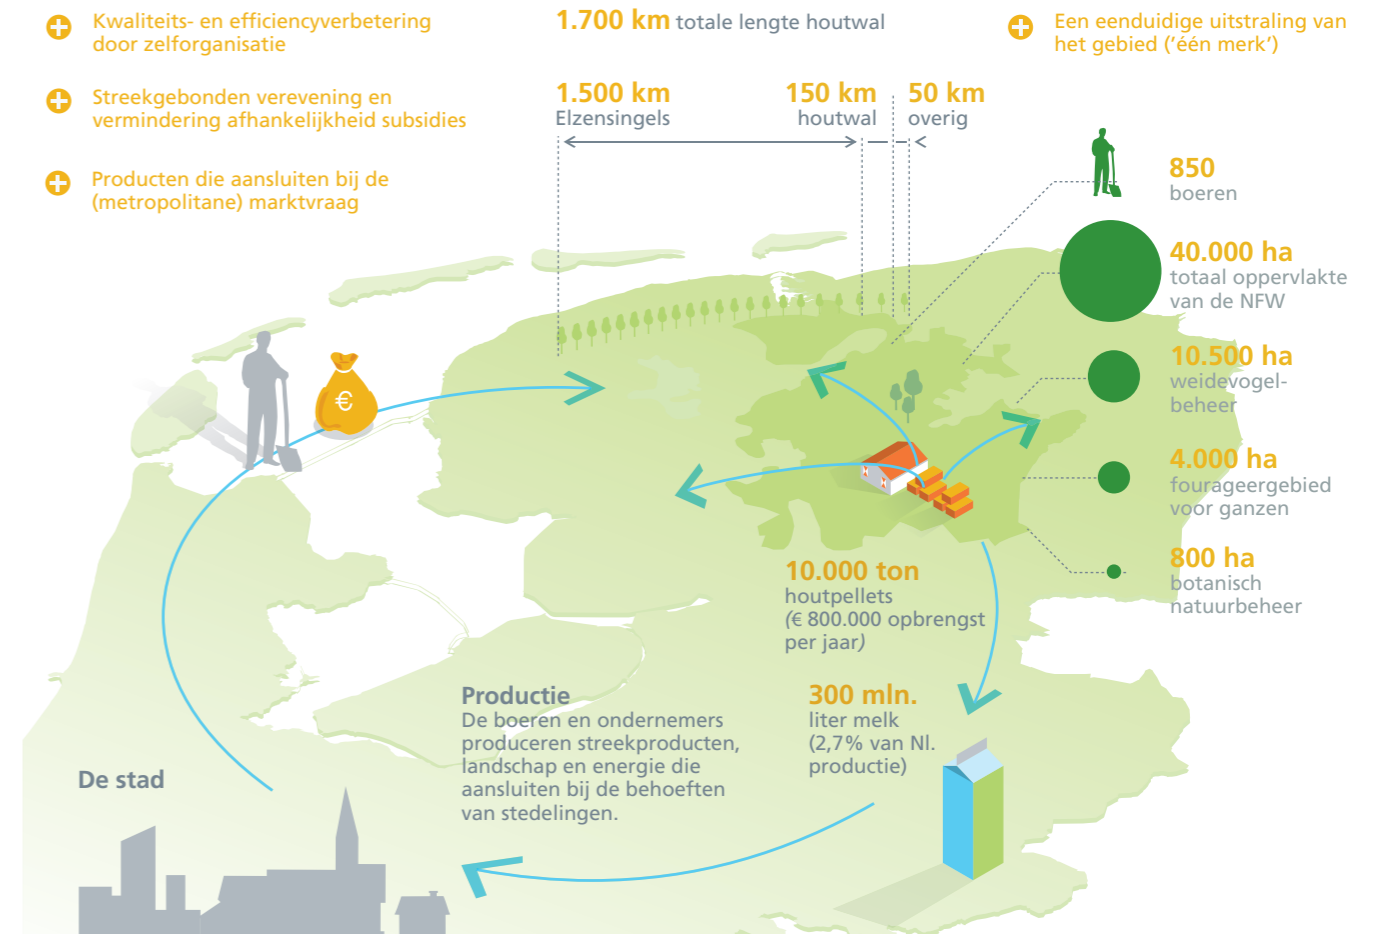 Kwaliteits- en efficiencyverbetering
door zelforganisatie
Streekgebonden verevening en
vermindering afhankelijkheid subsidies
Producten die aansluiten bij de
(metropolitane) marktvraag
1.700 km totale lengte houtwal
1.500 km
Elzensingels
150 km
houtwal
50 km
overig
Een eenduidige uitstraling van
het gebied (‘één merk’)
850
boeren
40.000 ha
totaal oppervlakte
van de NFW
10.500 ha
weidevogel-
beheer
4.000 ha
fourageergebied
voor ganzen
800 ha
botanisch
natuurbeheer
€
10.000 ton
houtpellets
(€ 800.000 opbrengst
per jaar)
300 mln.
liter melk
(2,7% van Nl.
productie)
Productie
De boeren en ondernemers
produceren streekproducten,
landschap en energie die
aansluiten bij de behoeften
van stedelingen.
De stad